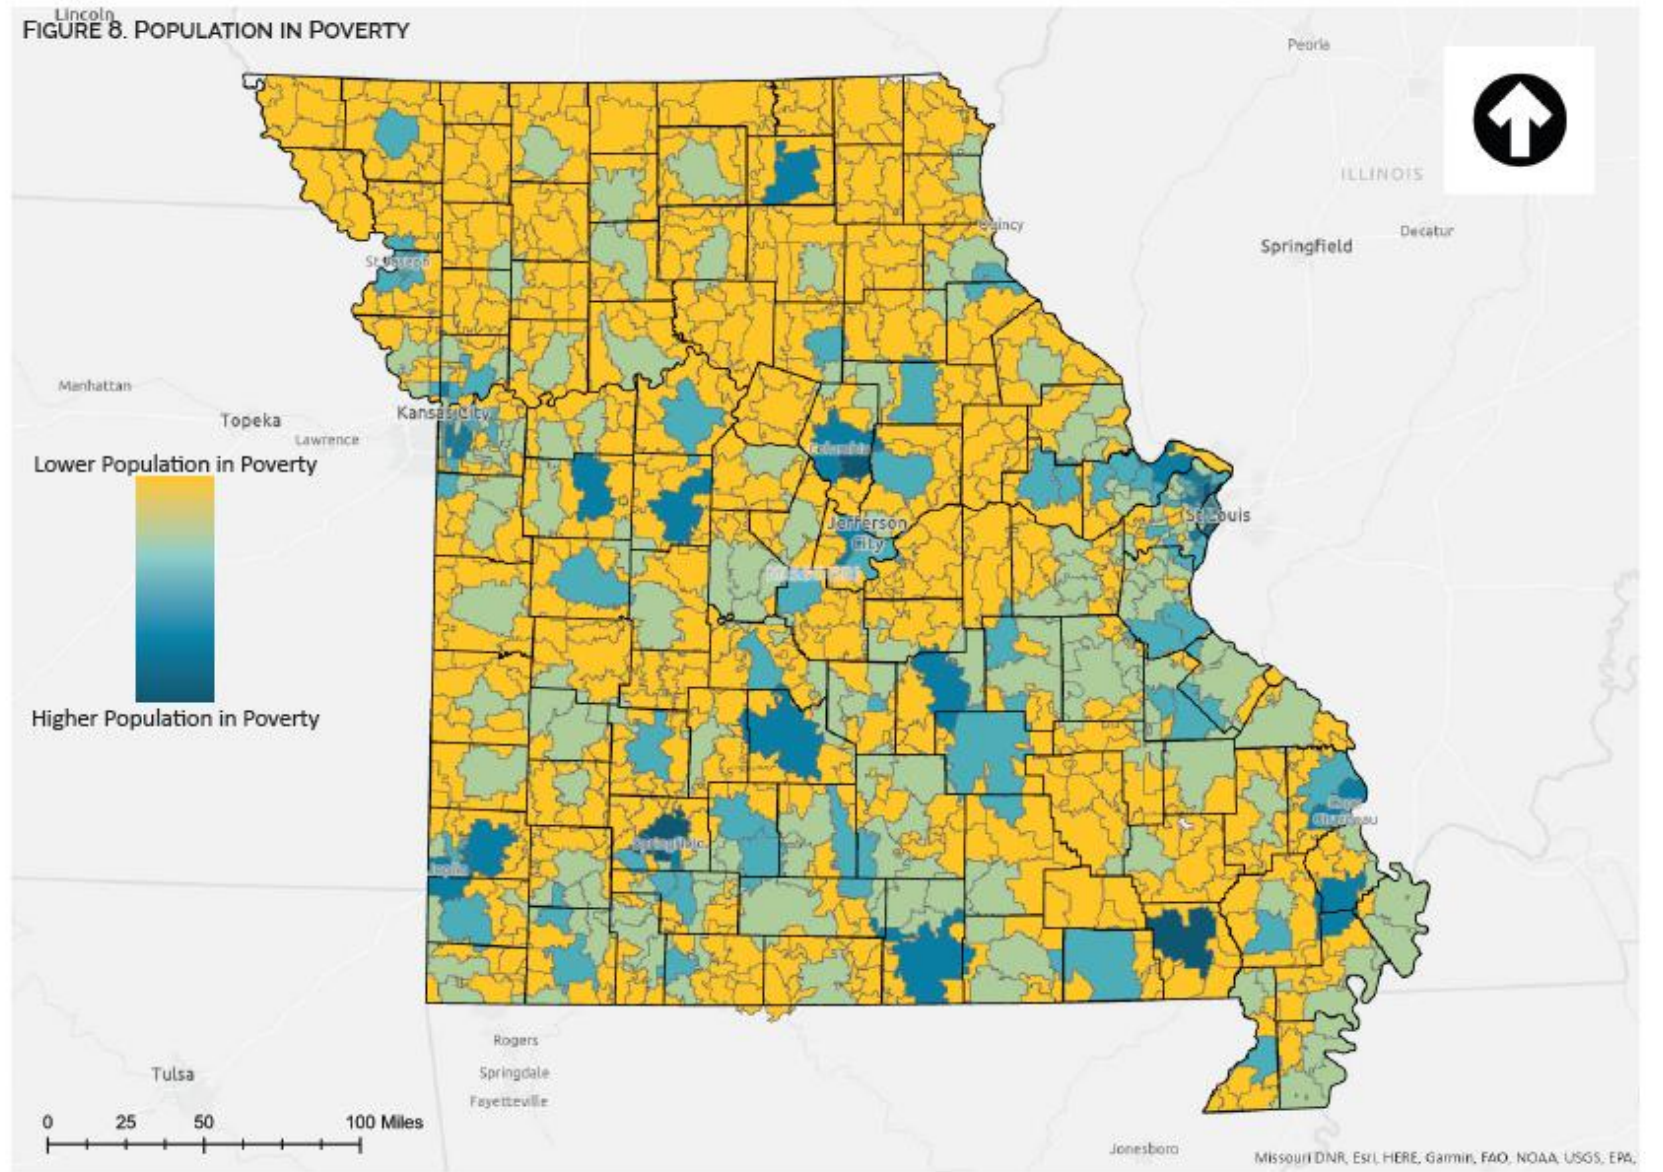 Lincoln
FIGURE 8. POPULATION IN POVERTY
Peoria
ILLINOIS
Quincy
Decatur
Springfield
St. Joseph
Manhattan
Topeka
Kansas City
Lawrence
Columbia
Lower Population in Poverty
Jefferson
City
St. Louis
Higher Population in Poverty
Cape
Girardeau
Springfield
Joplin
Rogers
Springdale
Fayetteville
Tulsa
0 25 50 100 Miles
Jonesboro
Missouri DNR, Esri, HERE, Garmin, FAO, NOAA, USGS, EPA,